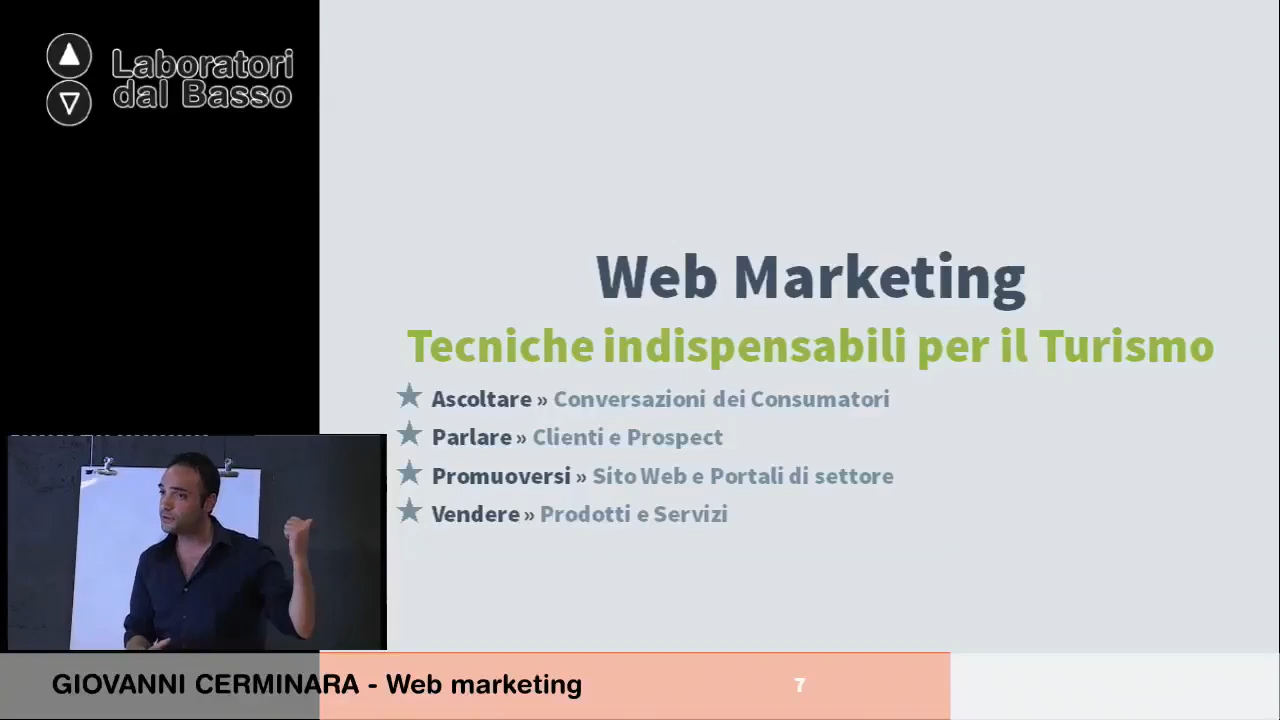 Laboratori
dal Basso
Web Marketing
Tecniche indispensabili per il Turismo
★ Ascoltare » Conversazioni dei Consumatori
★ Parlare » Clienti e Prospect
★ Promuoversi » Sito Web e Portali di settore
★ Vendere » Prodotti e Servizi
GIOVANNI CERMINARA - Web marketing
7